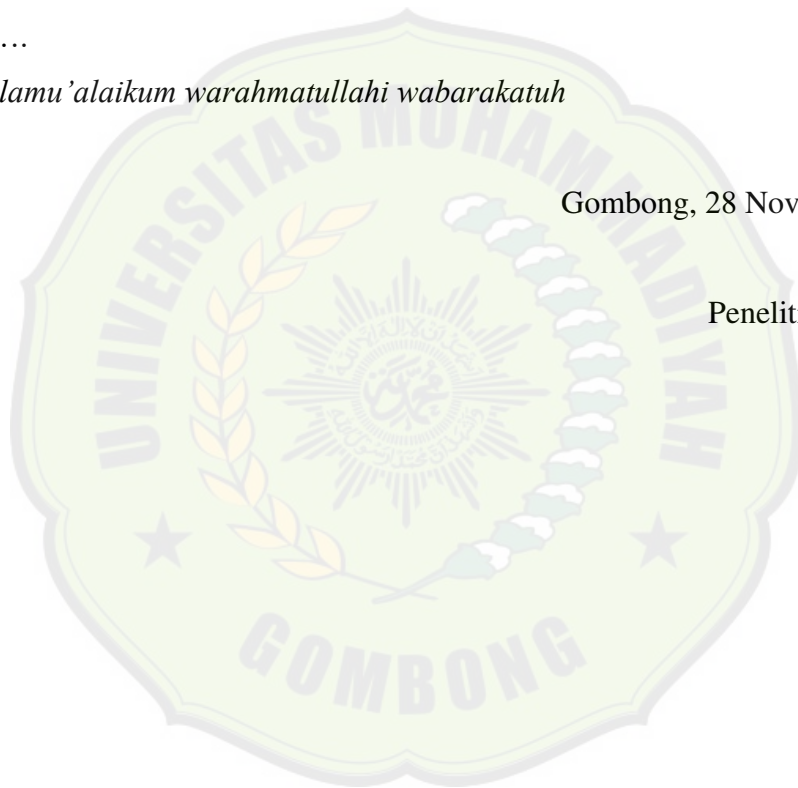 …
lamu’alaikum warahmatullahi wabarakatuh
Gombong, 28 Nov
Penelit
UNIVERSITAS MUHAMMADIYAH
GOMBONG